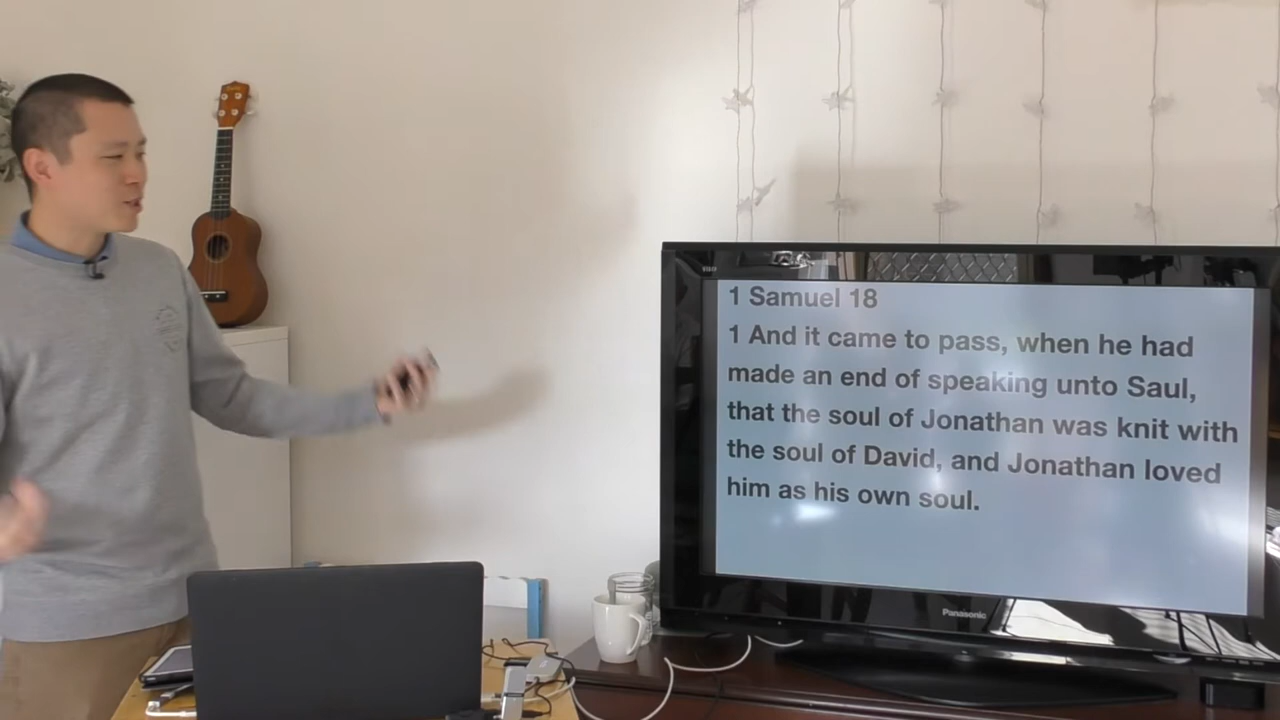 1 Samuel 18
1 And it came to pass, when he had
made an end of speaking unto Saul,
that the soul of Jonathan was knit with
the soul of David, and Jonathan loved
him as his own soul.
Panasonic